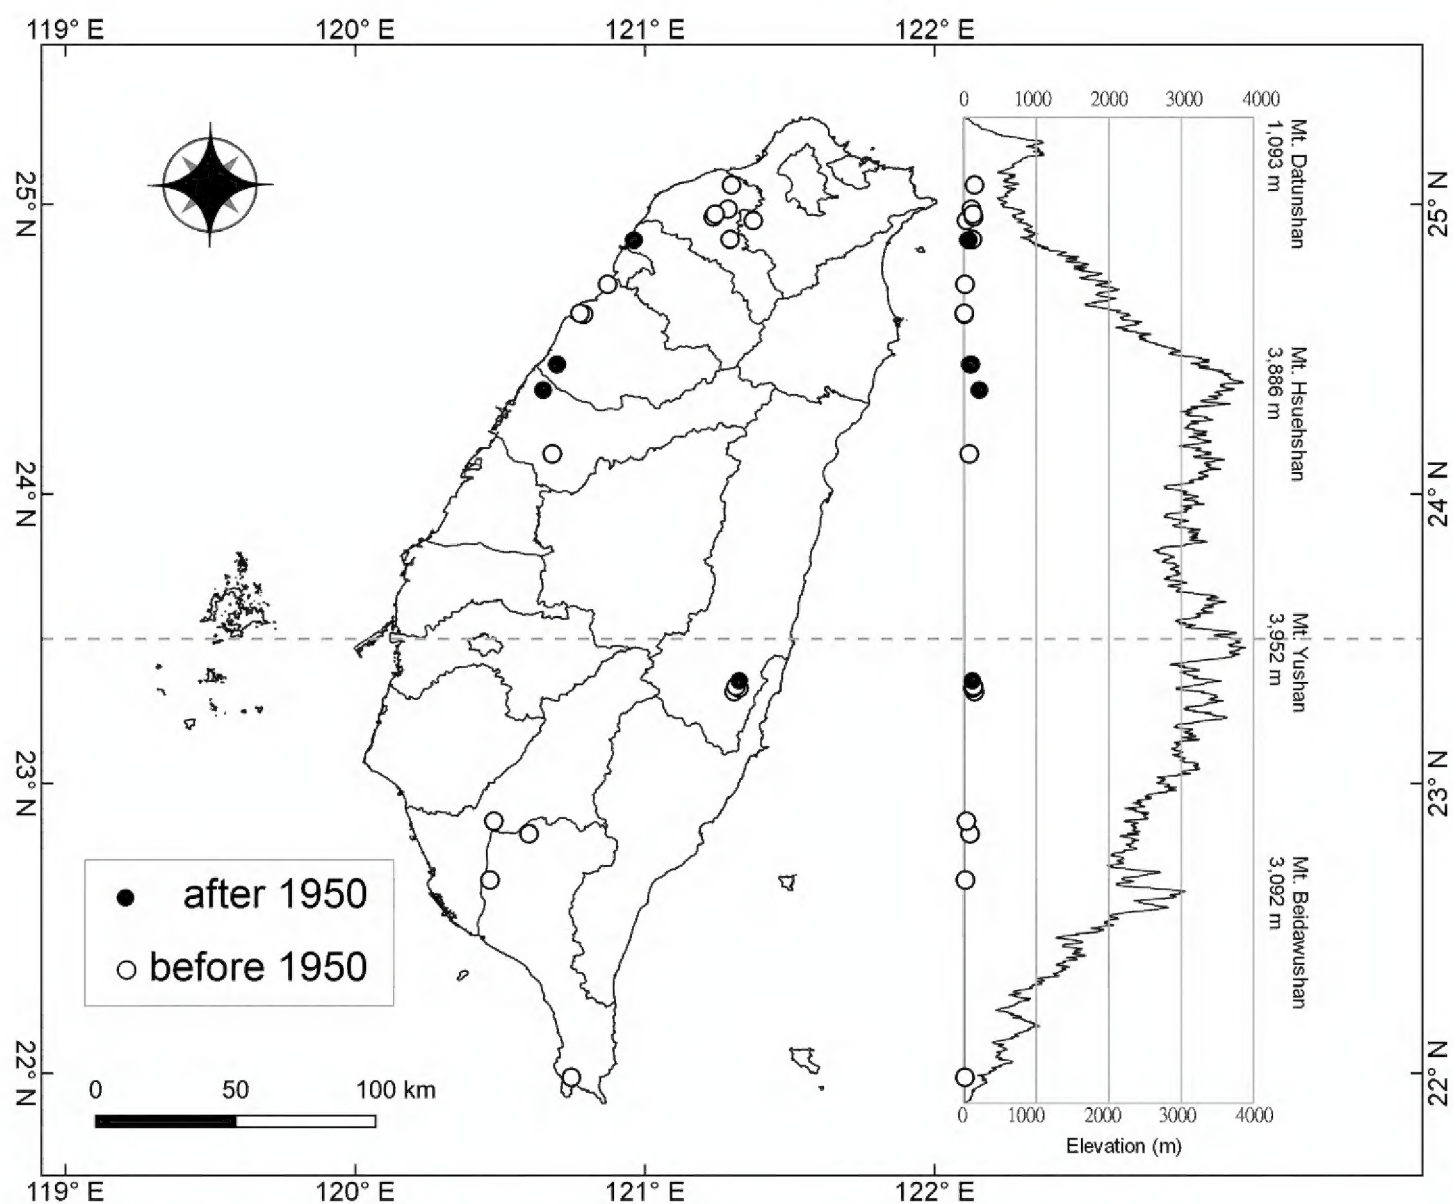 119° E 120° E 121° E 122° E
0 1000 2000 3000 4000
Mt. Datunshan
1,093 m
Mt. Hsuehshan
3,886 m
Mt. Yushan
3,952 m
Mt. Beidawushan
3,092 m
25° N
24° N
23° N
22° N
25° N
24° N
23° N
22° N
after 1950
before 1950
0 50 100 km
0 1000 2000 3000 4000
Elevation (m)
119° E 120° E 121° E 122° E